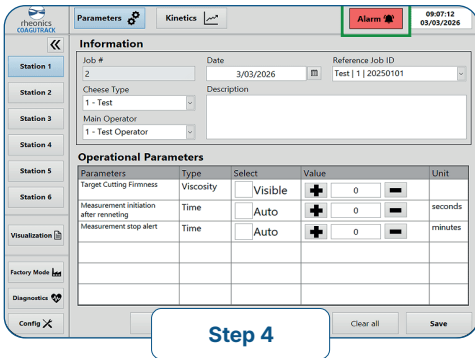 rheonics
COAGUTRACK
Parameters
Kinetics
Alarm
09:07:12
03/03/2026
Station 1
Station 2
Station 3
Station 4
Station 5
Station 6
Visualization
Factory Mode
Diagnostics
Config
Information
Job # Date Reference Job ID
2 3/03/2026 Test | 1 | 20250101
Cheese Type Description
1 - Test
Main Operator
1 - Test Operator
Operational Parameters
Parameters Type Select Value Unit
Target Cutting Firmness Viscosity Visible 0
Measurement initiation
after renneting Time Auto 0 seconds
Measurement stop alert Time Auto 0 minutes
Step 4
Clear all
Save